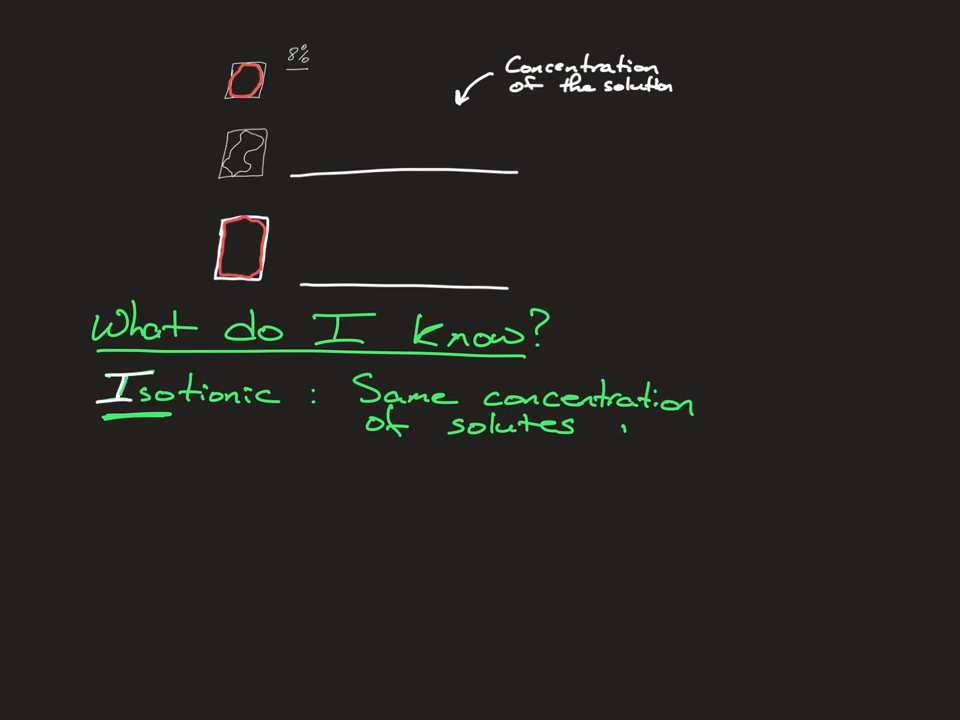 8%
Concentration
of the solution
What do I know?
Isotionic : Same concentration
of solutes